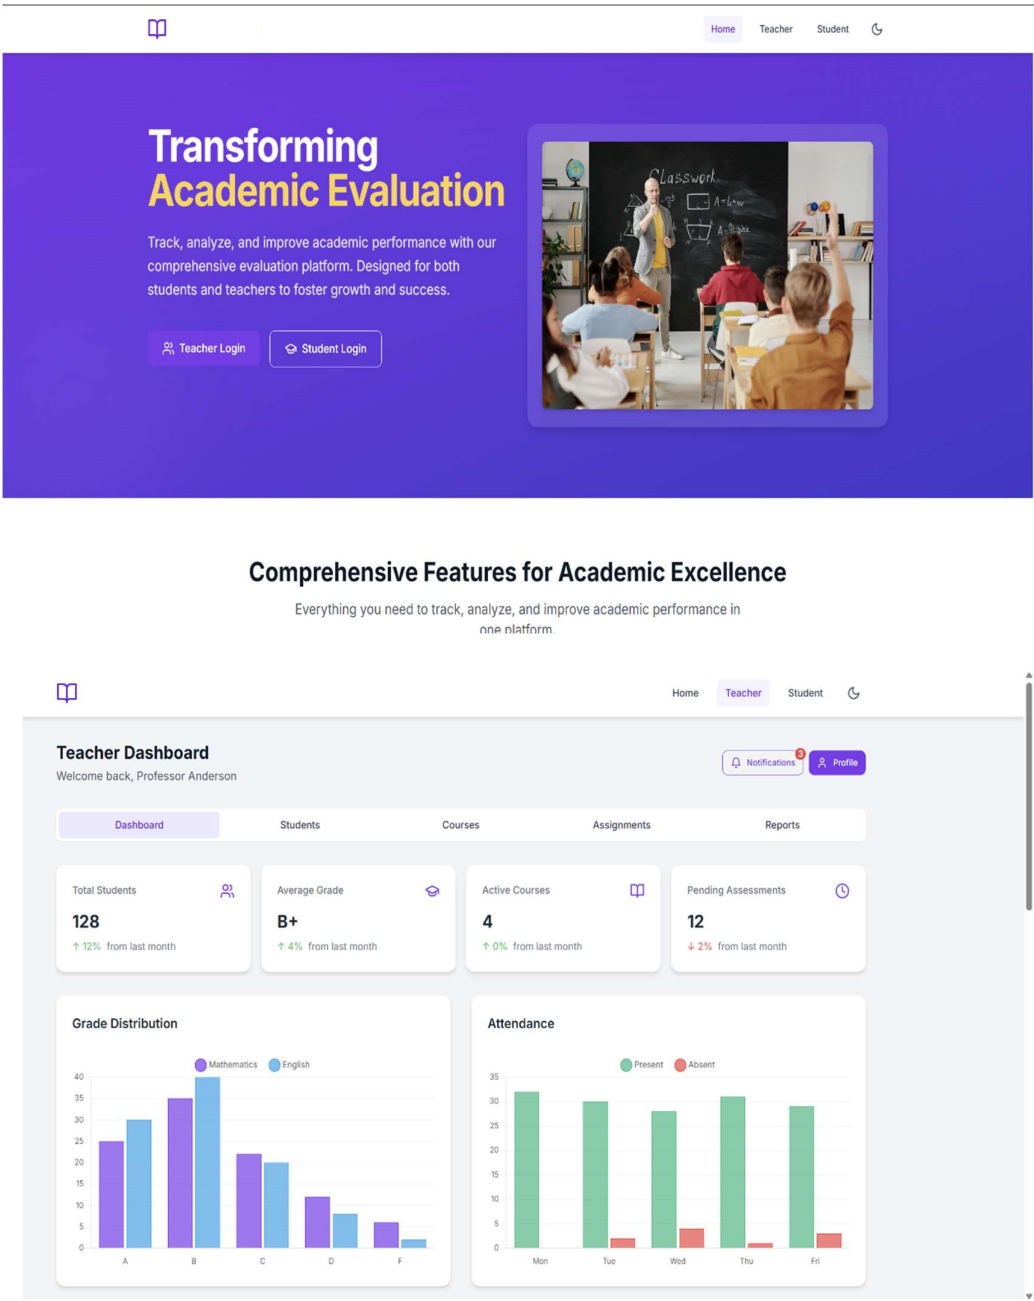 Home Teacher Student
Transforming
Academic Evaluation
Track, analyze, and improve academic performance with our
comprehensive evaluation platform. Designed for both
students and teachers to foster growth and success.
Teacher Login Student Login
Classwork
A=L*w
Comprehensive Features for Academic Excellence
Everything you need to track, analyze, and improve academic performance in
one platform.
Home Teacher Student
Teacher Dashboard
Welcome back, Professor Anderson
Notifications 3 Profile
Dashboard Students Courses Assignments Reports
Total Students Average Grade Active Courses Pending Assessments
128 B+ 4 12
↑ 12% from last month ↑ 4% from last month ↑ 0% from last month ↓ 2% from last month
Grade Distribution
Mathematics English
40
35
30
25
20
15
10
5
0
A B C D F
Attendance
Present Absent
35
30
25
20
15
10
5
0
Mon Tue Wed Thu Fri